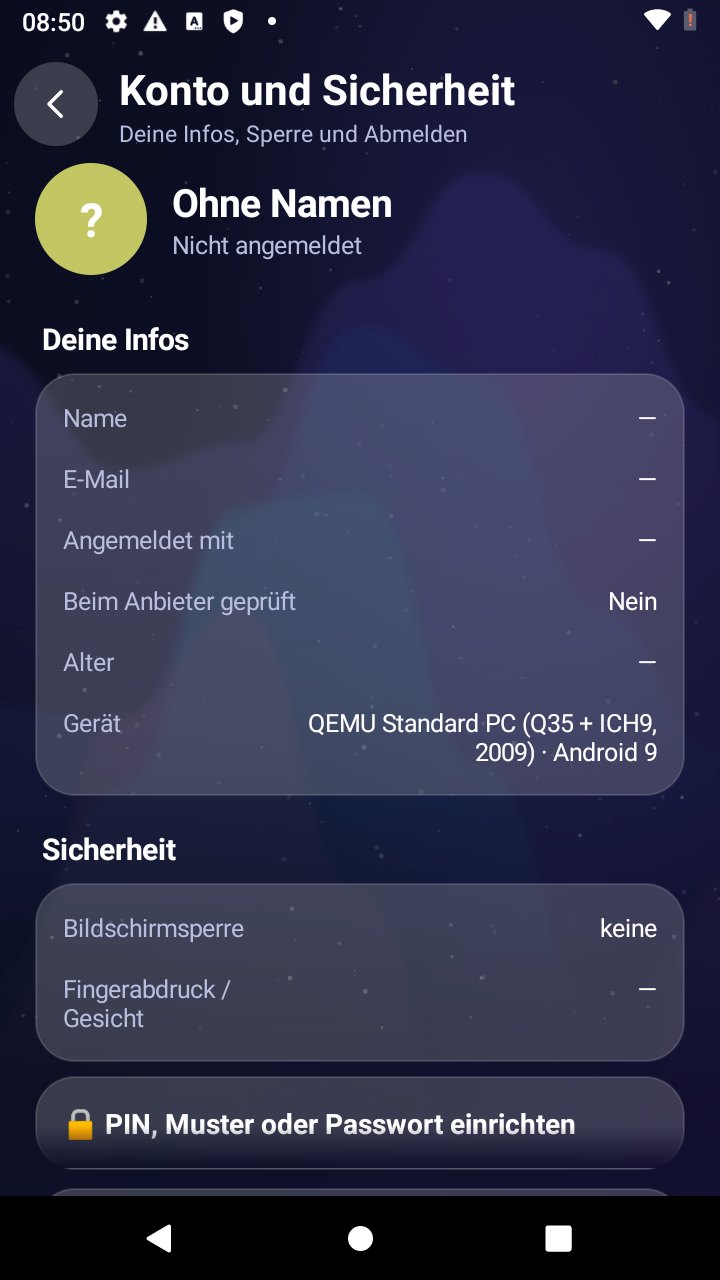 08:50
Konto und Sicherheit
Deine Infos, Sperre und Abmelden
?
Ohne Namen
Nicht angemeldet
Deine Infos
Name –
E-Mail –
Angemeldet mit –
Beim Anbieter geprüft Nein
Alter –
Gerät QEMU Standard PC (Q35 + ICH9,
2009) · Android 9
Sicherheit
Bildschirmsperre keine
Fingerabdruck / –
Gesicht
🔒 PIN, Muster oder Passwort einrichten